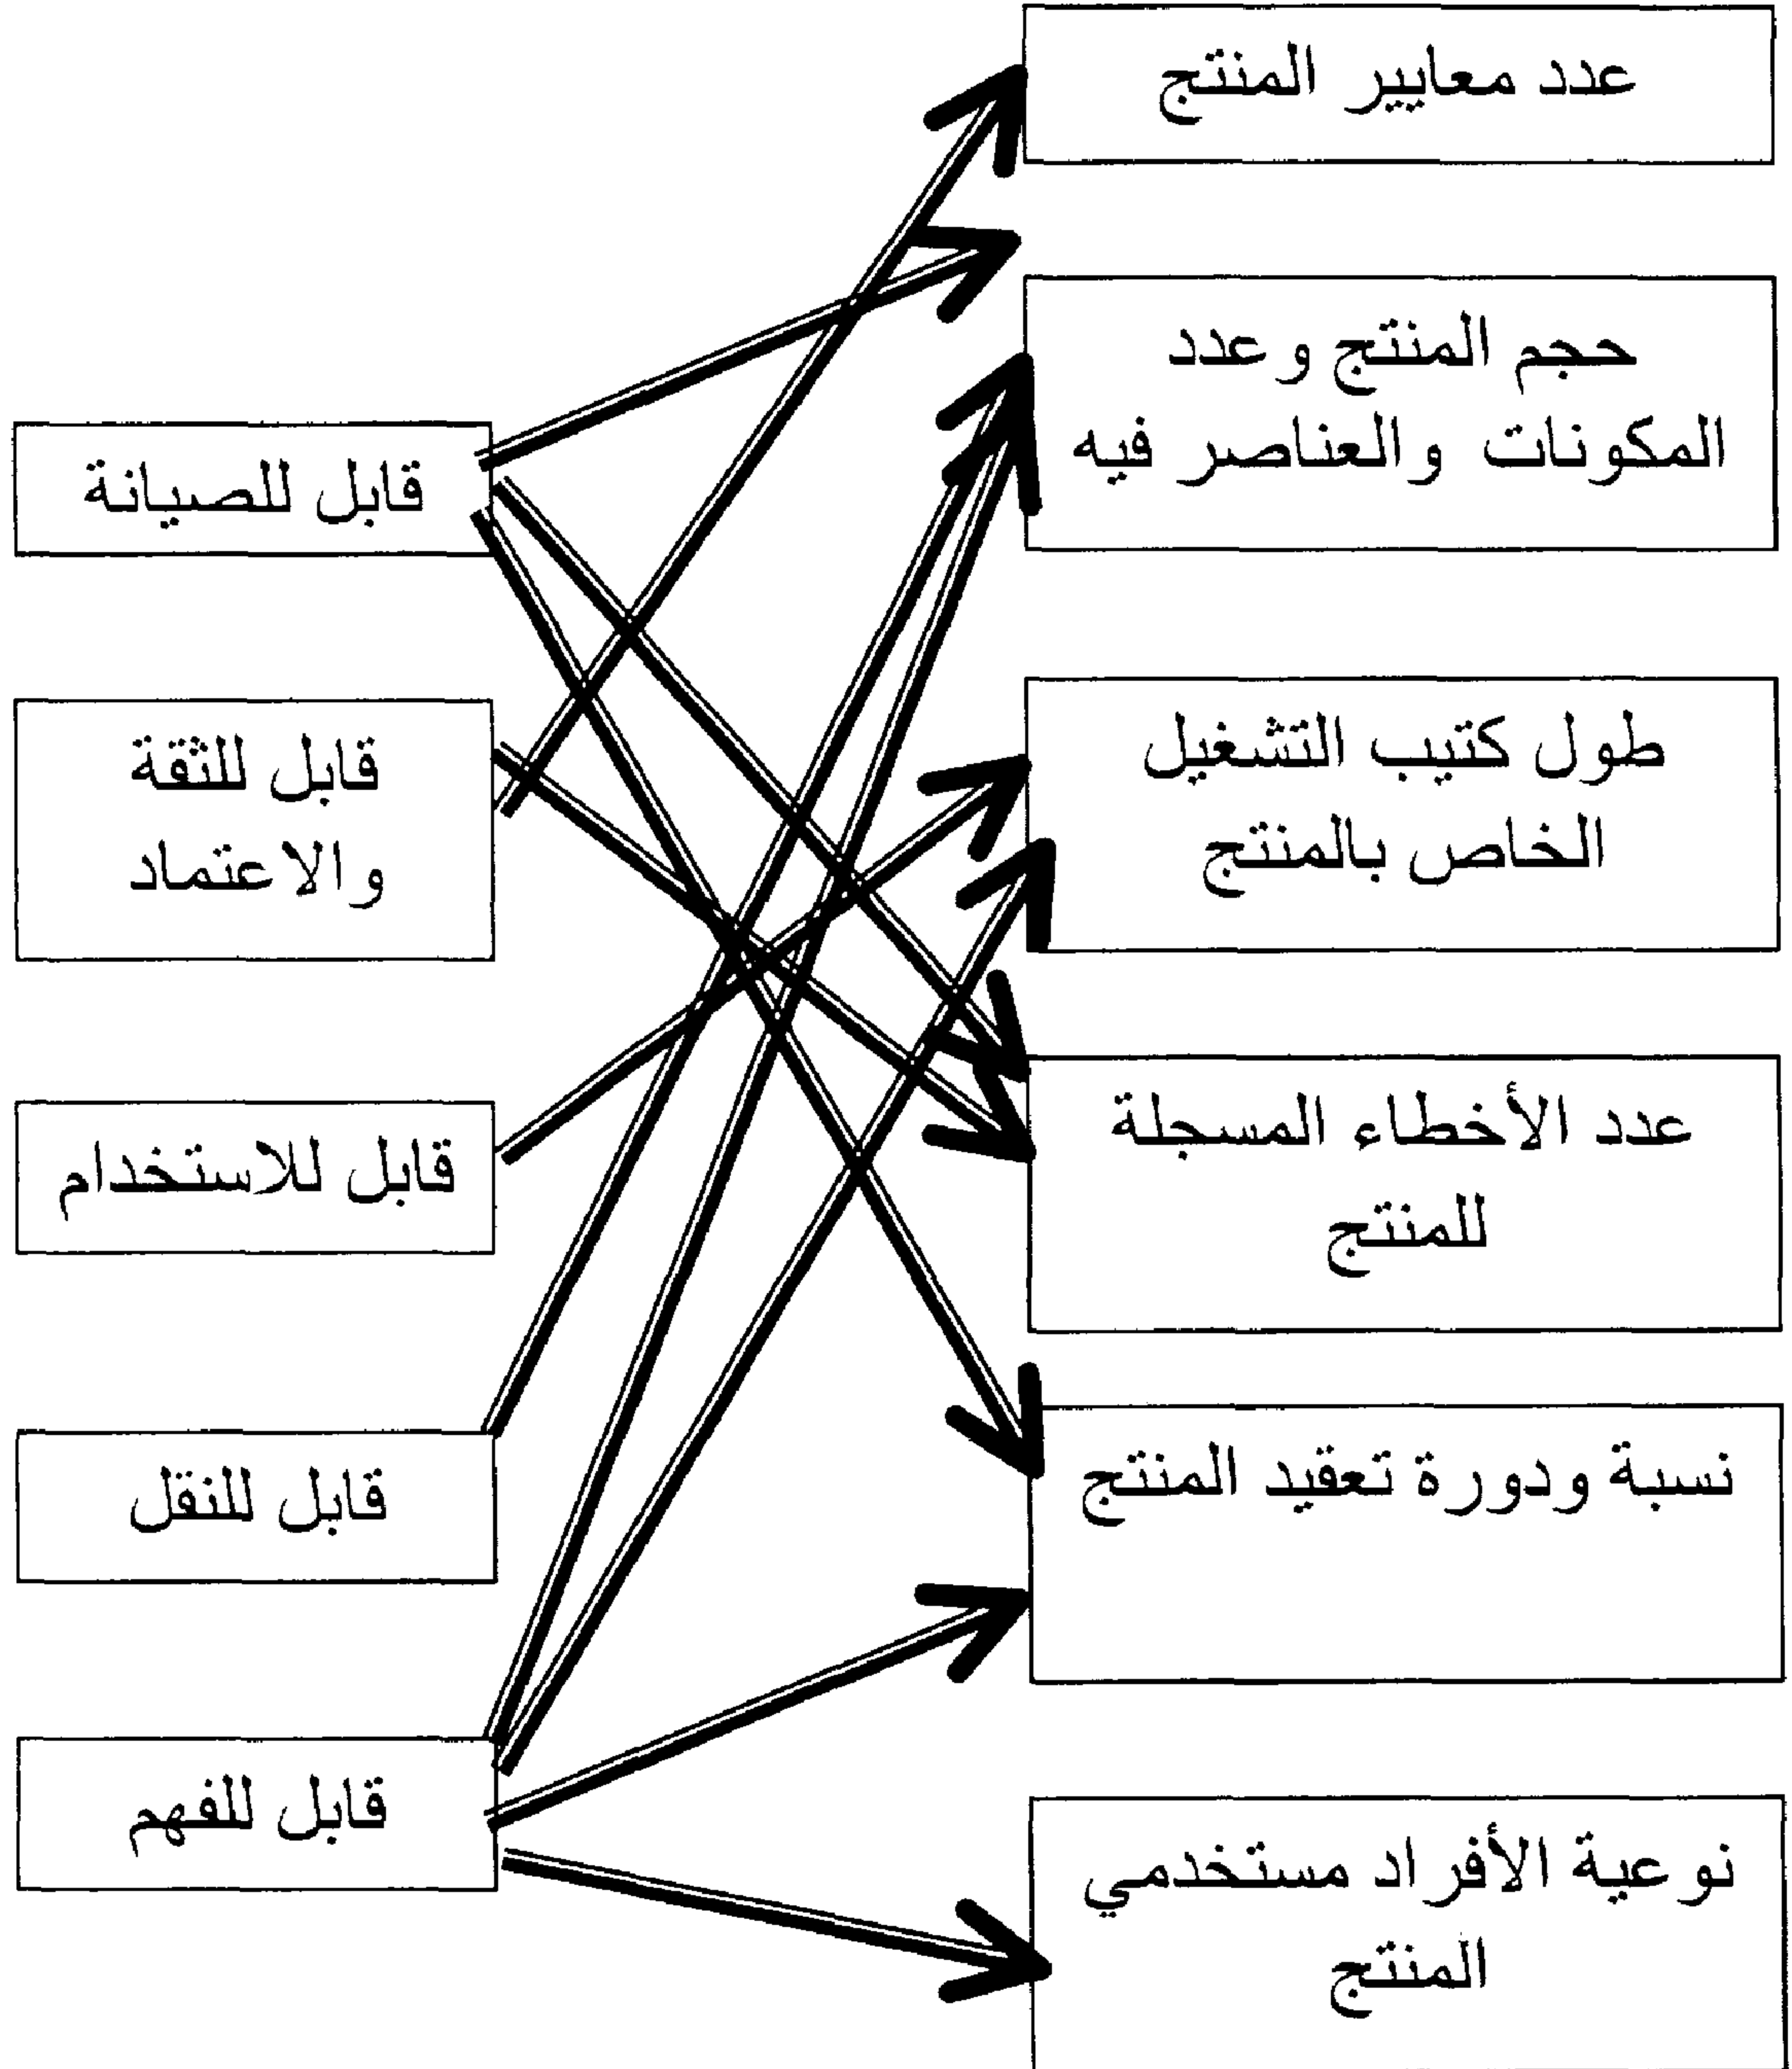 عدد معايير المنتج
حجم المنتج وعدد
المكونات والعناصر فيه
طول كتيب التشغيل
الخاص بالمنتج
عدد الأخطاء المسجلة
للمنتج
نسبة ودورة تعقيد المنتج
نوعية الأفراد مستخدمي
المنتج
قابل للصيانة
قابل للثقة
والاعتماد
قابل للاستخدام
قابل للنقل
قابل للفهم